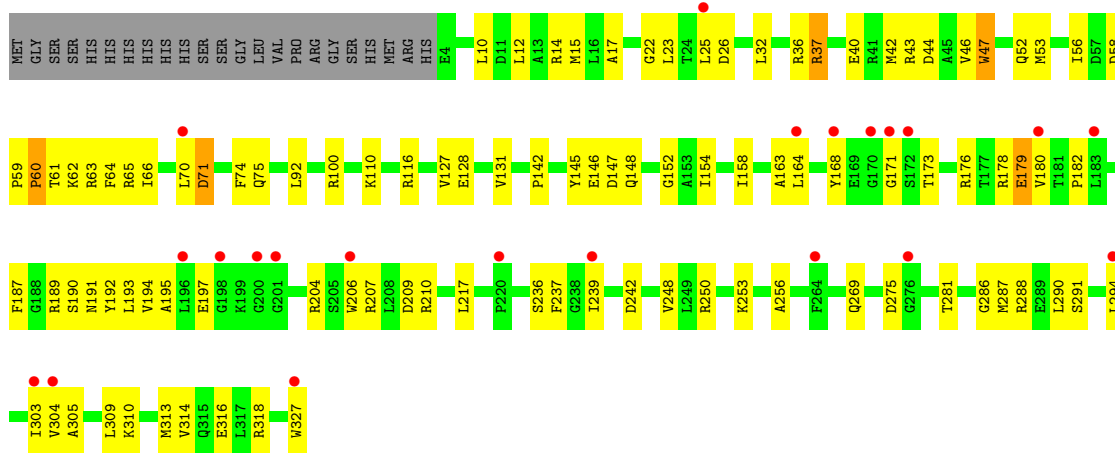 MET GLY SER SER HIS HIS HIS HIS HIS HIS SER SER GLY LEU VAL PRO ARG GLY SER HIS MET ARG HIS E4 L10 D11 L12 A13 R14 M15 L16 A17 G22 L23 T24 L25 D26 L32 R36 R37 E40 R41 M42 R43 D44 A45 V46 W47 Q52 M53 I56 D57 D58
P59 P60 T61 K62 R63 F64 R65 I66 L70 D71 F74 Q75 L92 R100 K110 R116 V127 E128 V131 P142 Y145 E146 D147 Q148 G152 A153 I154 I158 A163 L164 Y168 E169 G170 G171 S172 T173 R176 T177 R178 E179 V180 T181 P182 L183
F187 G188 R189 S190 N191 Y192 L193 V194 A195 L196 E197 G198 K199 G200 G201 R204 S205 W206 R207 L208 D209 R210 L217 P220 S236 F237 G238 I239 D242 V248 L249 R250 K253 A256 F264 Q269 D275 G276 T281 G286 M287 R288 E289 L290 S291
I303 V304 A305 L309 K310 M313 V314 Q315 E316 L317 R318 W327